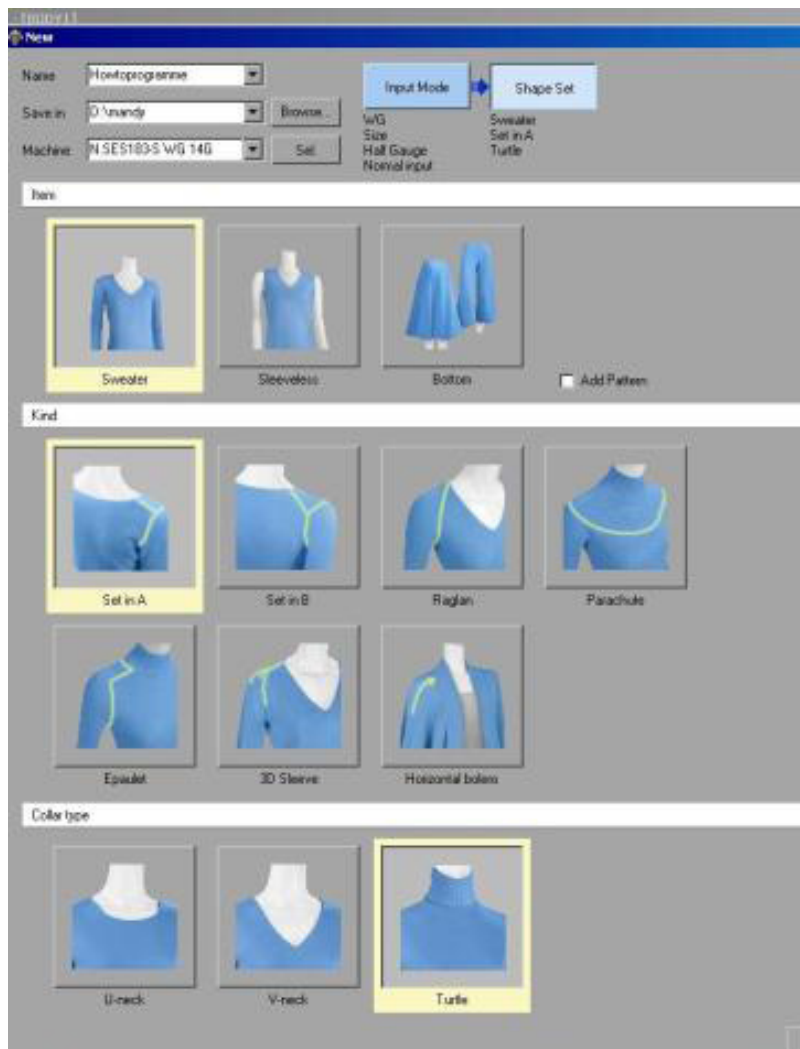 New
Name Howtoprogramme
Save in D:\mandy Browse...
Machine N.SES183-S WG 14G Set
Input Mode Shape Set
WG Sweater
Size Set in A
Half Gauge Turtle
Normal input
Item
Sweater Sleeveless Bottom Add Pattern
Kind
Set in A Set in B Raglan Parachute
Epaulet 3D Sleeve Horizontal bolero
Collar type
U-neck V-neck Turtle